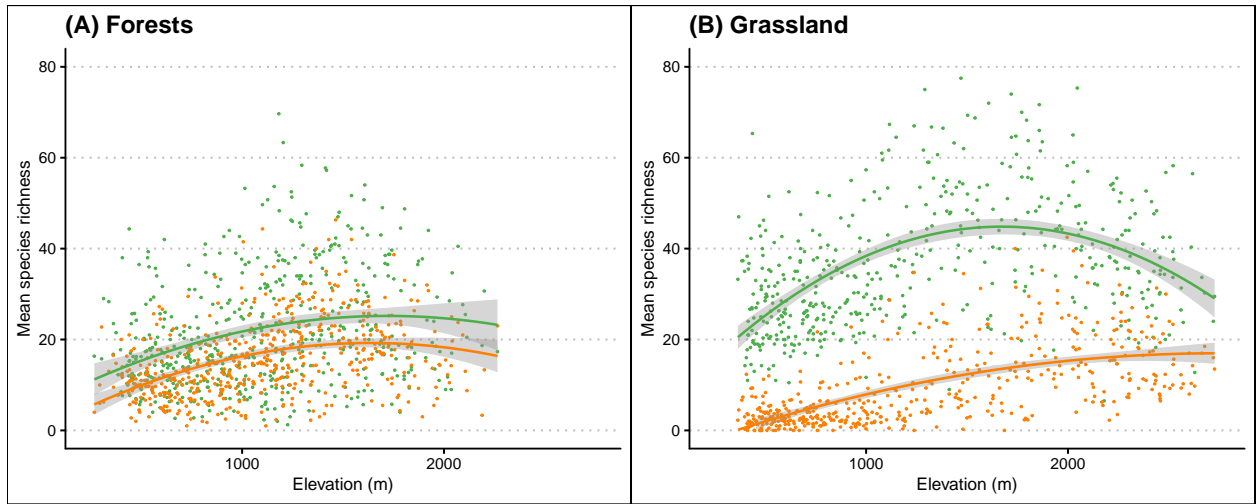 (A) Forests
80
60
40
20
0
Mean species richness
1000
2000
Elevation (m)
(B) Grassland
80
60
40
20
0
Mean species richness
1000
2000
Elevation (m)